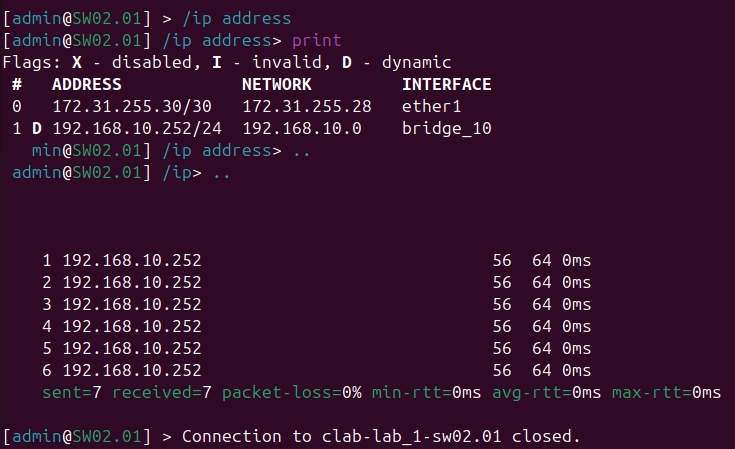 [admin@SW02.01] > /ip address
[admin@SW02.01] /ip address> print
Flags: X - disabled, I - invalid, D - dynamic
# ADDRESS NETWORK INTERFACE
0 172.31.255.30/30 172.31.255.28 ether1
1 D 192.168.10.252/24 192.168.10.0 bridge_10
min@SW02.01] /ip address> ..
admin@SW02.01] /ip> ..
1 192.168.10.252 56 64 0ms
2 192.168.10.252 56 64 0ms
3 192.168.10.252 56 64 0ms
4 192.168.10.252 56 64 0ms
5 192.168.10.252 56 64 0ms
6 192.168.10.252 56 64 0ms
sent=7 received=7 packet-loss=0% min-rtt=0ms avg-rtt=0ms max-rtt=0ms
[admin@SW02.01] > Connection to clab-lab_1-sw02.01 closed.